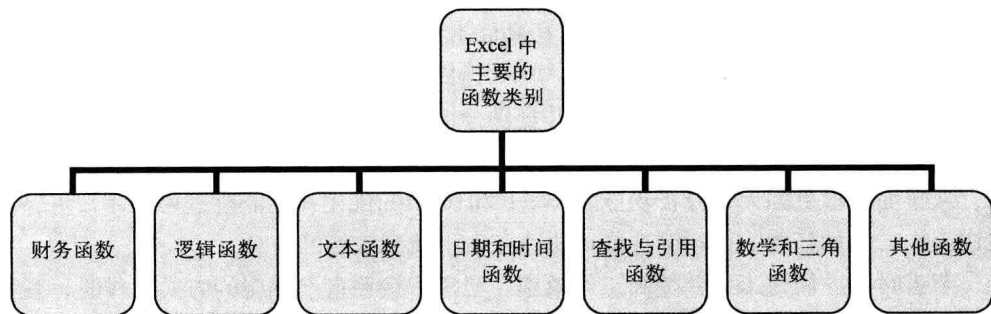 Excel 中
主要的
函数类别
财务函数
逻辑函数
文本函数
日期和时间
函数
查找与引用
函数
数学和三角
函数
其他函数